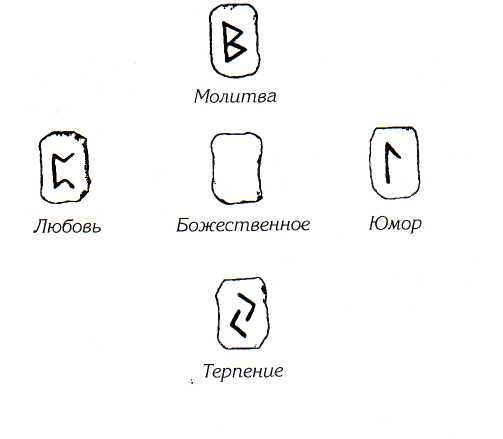 ᛒ
Молитва
ᛈ ᛚ
Любовь Божественное Юмор
ᛃ
Терпение